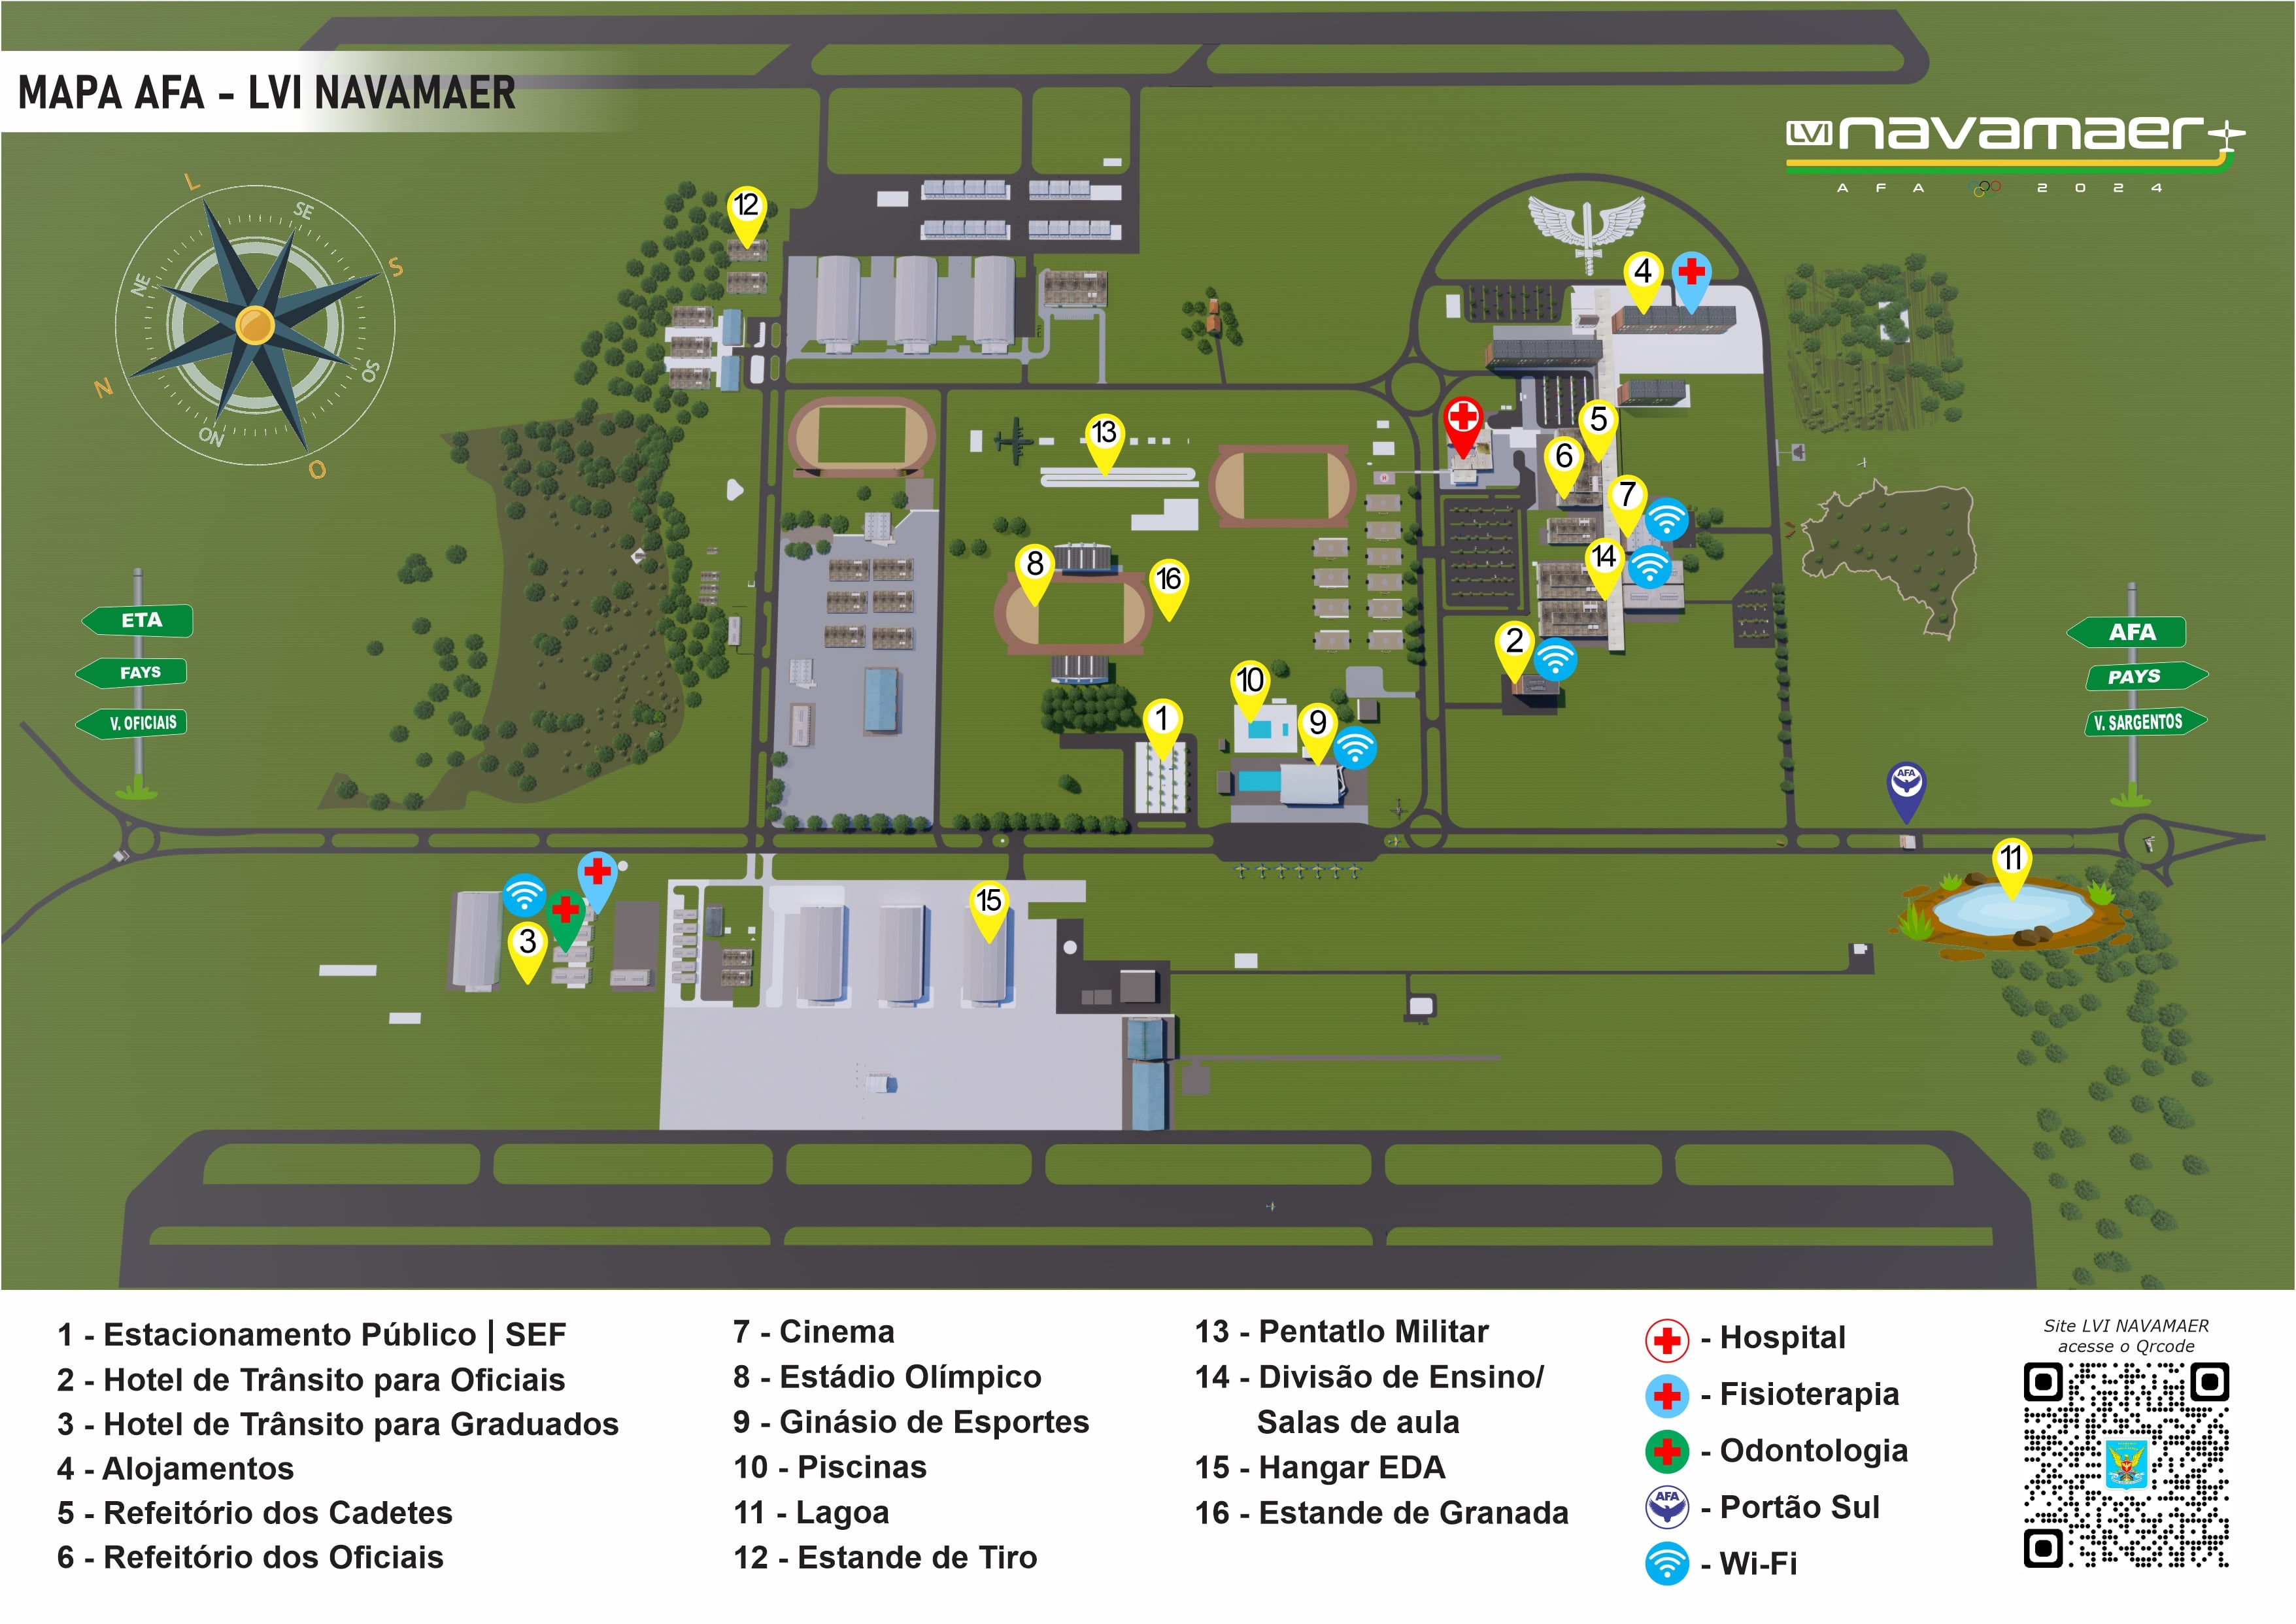 MAPA AFA - LVI NAVAMAER
LVI navamaer
AFA 2024
L
SE
S
SO
O
NO
N
NE
12
4
13
5
6
7
14
8
16
2
10
1
9
ETA
FAYS
V. OFICIAIS
AFA
PAYS
V. SARGENTOS
AFA
11
15
3
H
1 - Estacionamento Público | SEF
2 - Hotel de Trânsito para Oficiais
3 - Hotel de Trânsito para Graduados
4 - Alojamentos
5 - Refeitório dos Cadetes
6 - Refeitório dos Oficiais
7 - Cinema
8 - Estádio Olímpico
9 - Ginásio de Esportes
10 - Piscinas
11 - Lagoa
12 - Estande de Tiro
13 - Pentatlo Militar
14 - Divisão de Ensino/
Salas de aula
15 - Hangar EDA
16 - Estande de Granada
- Hospital
- Fisioterapia
- Odontologia
AFA - Portão Sul
- Wi-Fi
Site LVI NAVAMAER
acesse o Qrcode